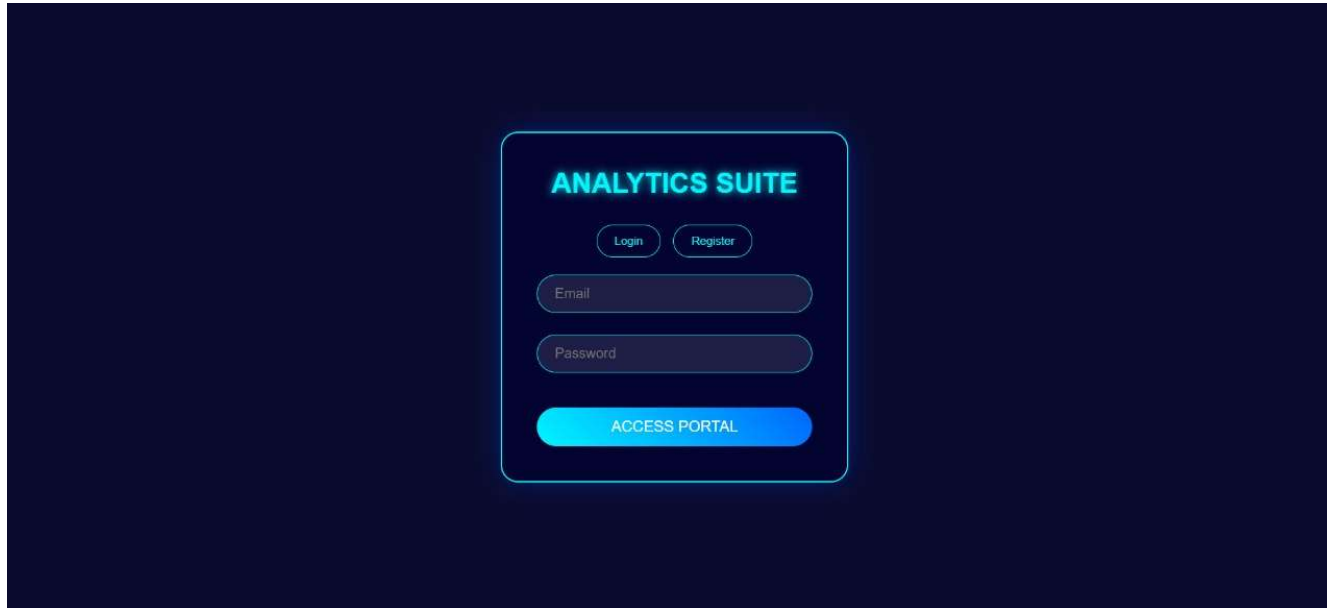 ANALYTICS SUITE
Login Register
Email
Password
ACCESS PORTAL